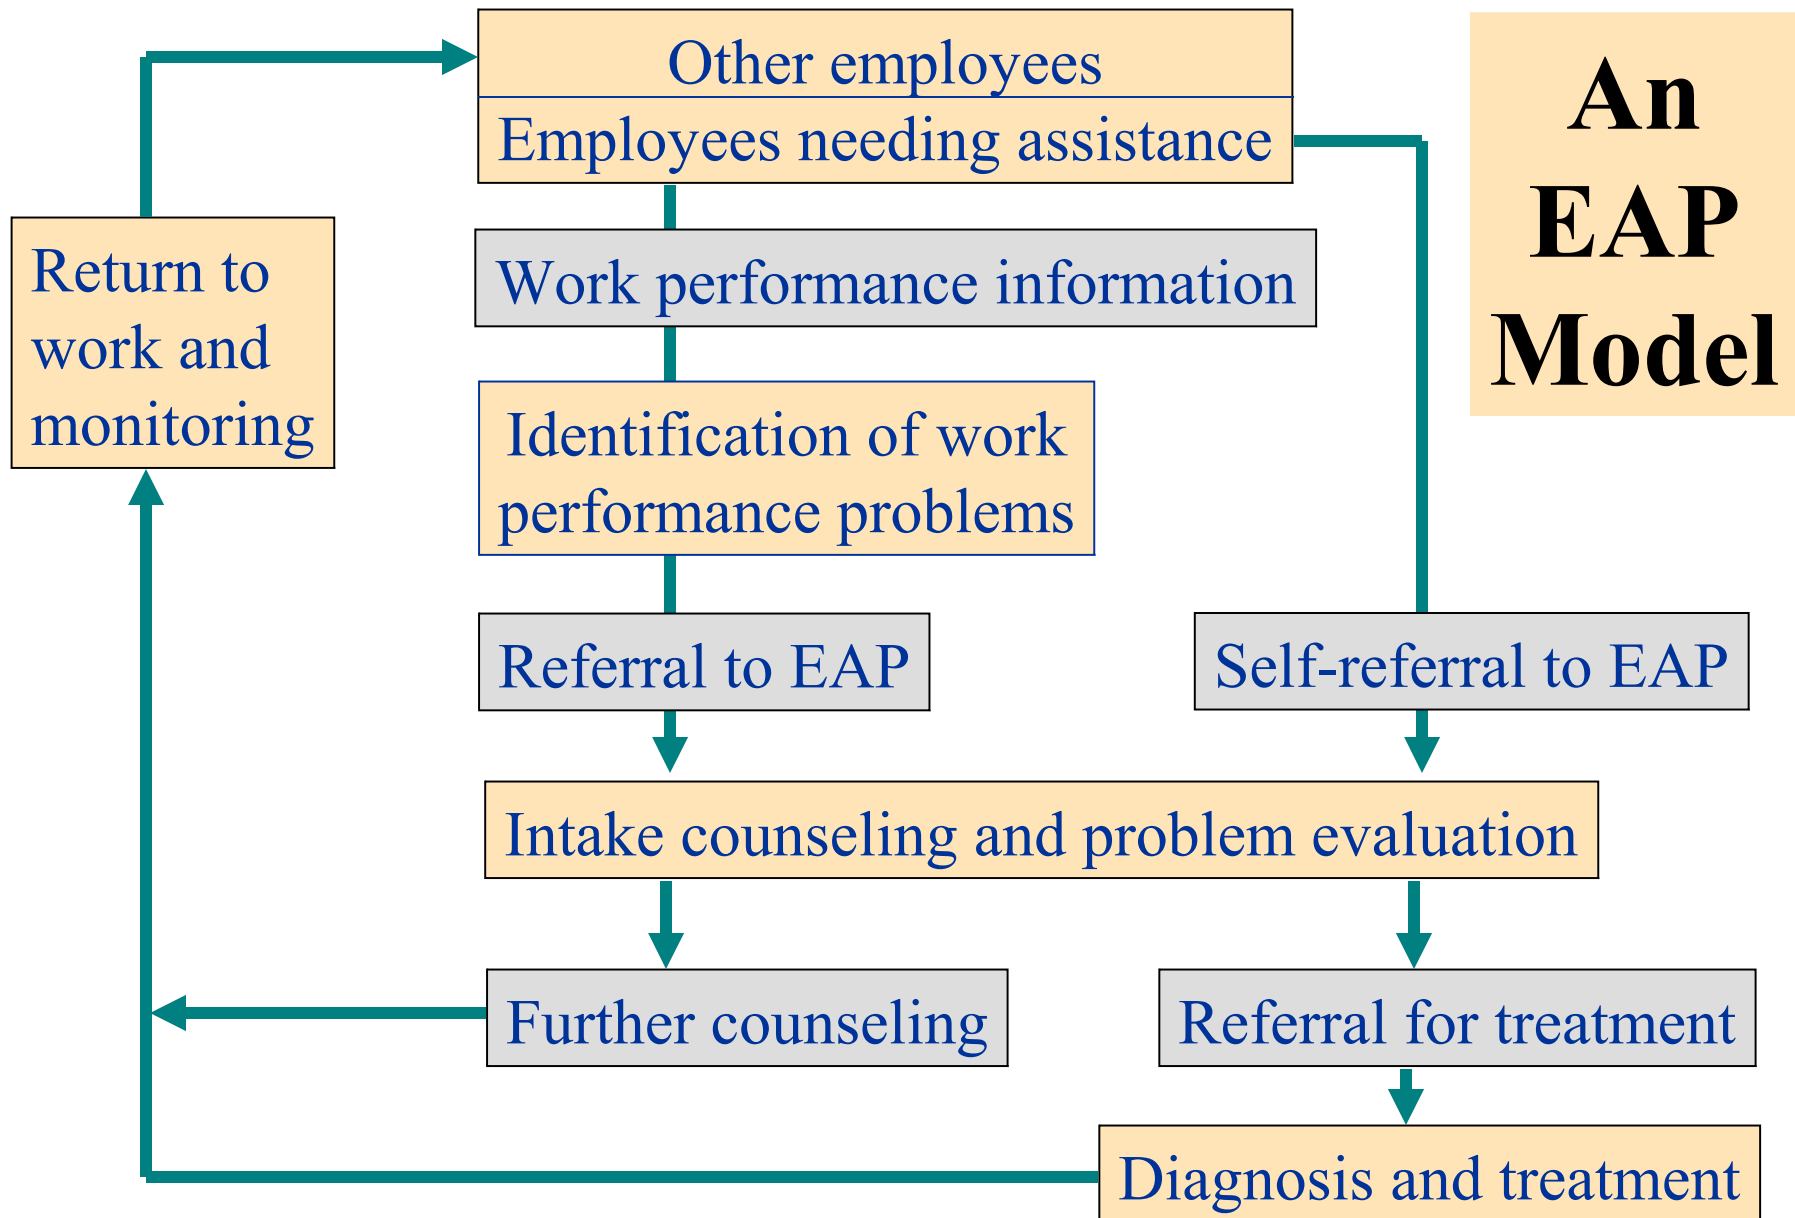 Other employees
Employees needing assistance
An
EAP
Model
Return to
work and
monitoring
Work performance information
Identification of work
performance problems
Referral to EAP
Self-referral to EAP
Intake counseling and problem evaluation
Further counseling
Referral for treatment
Diagnosis and treatment